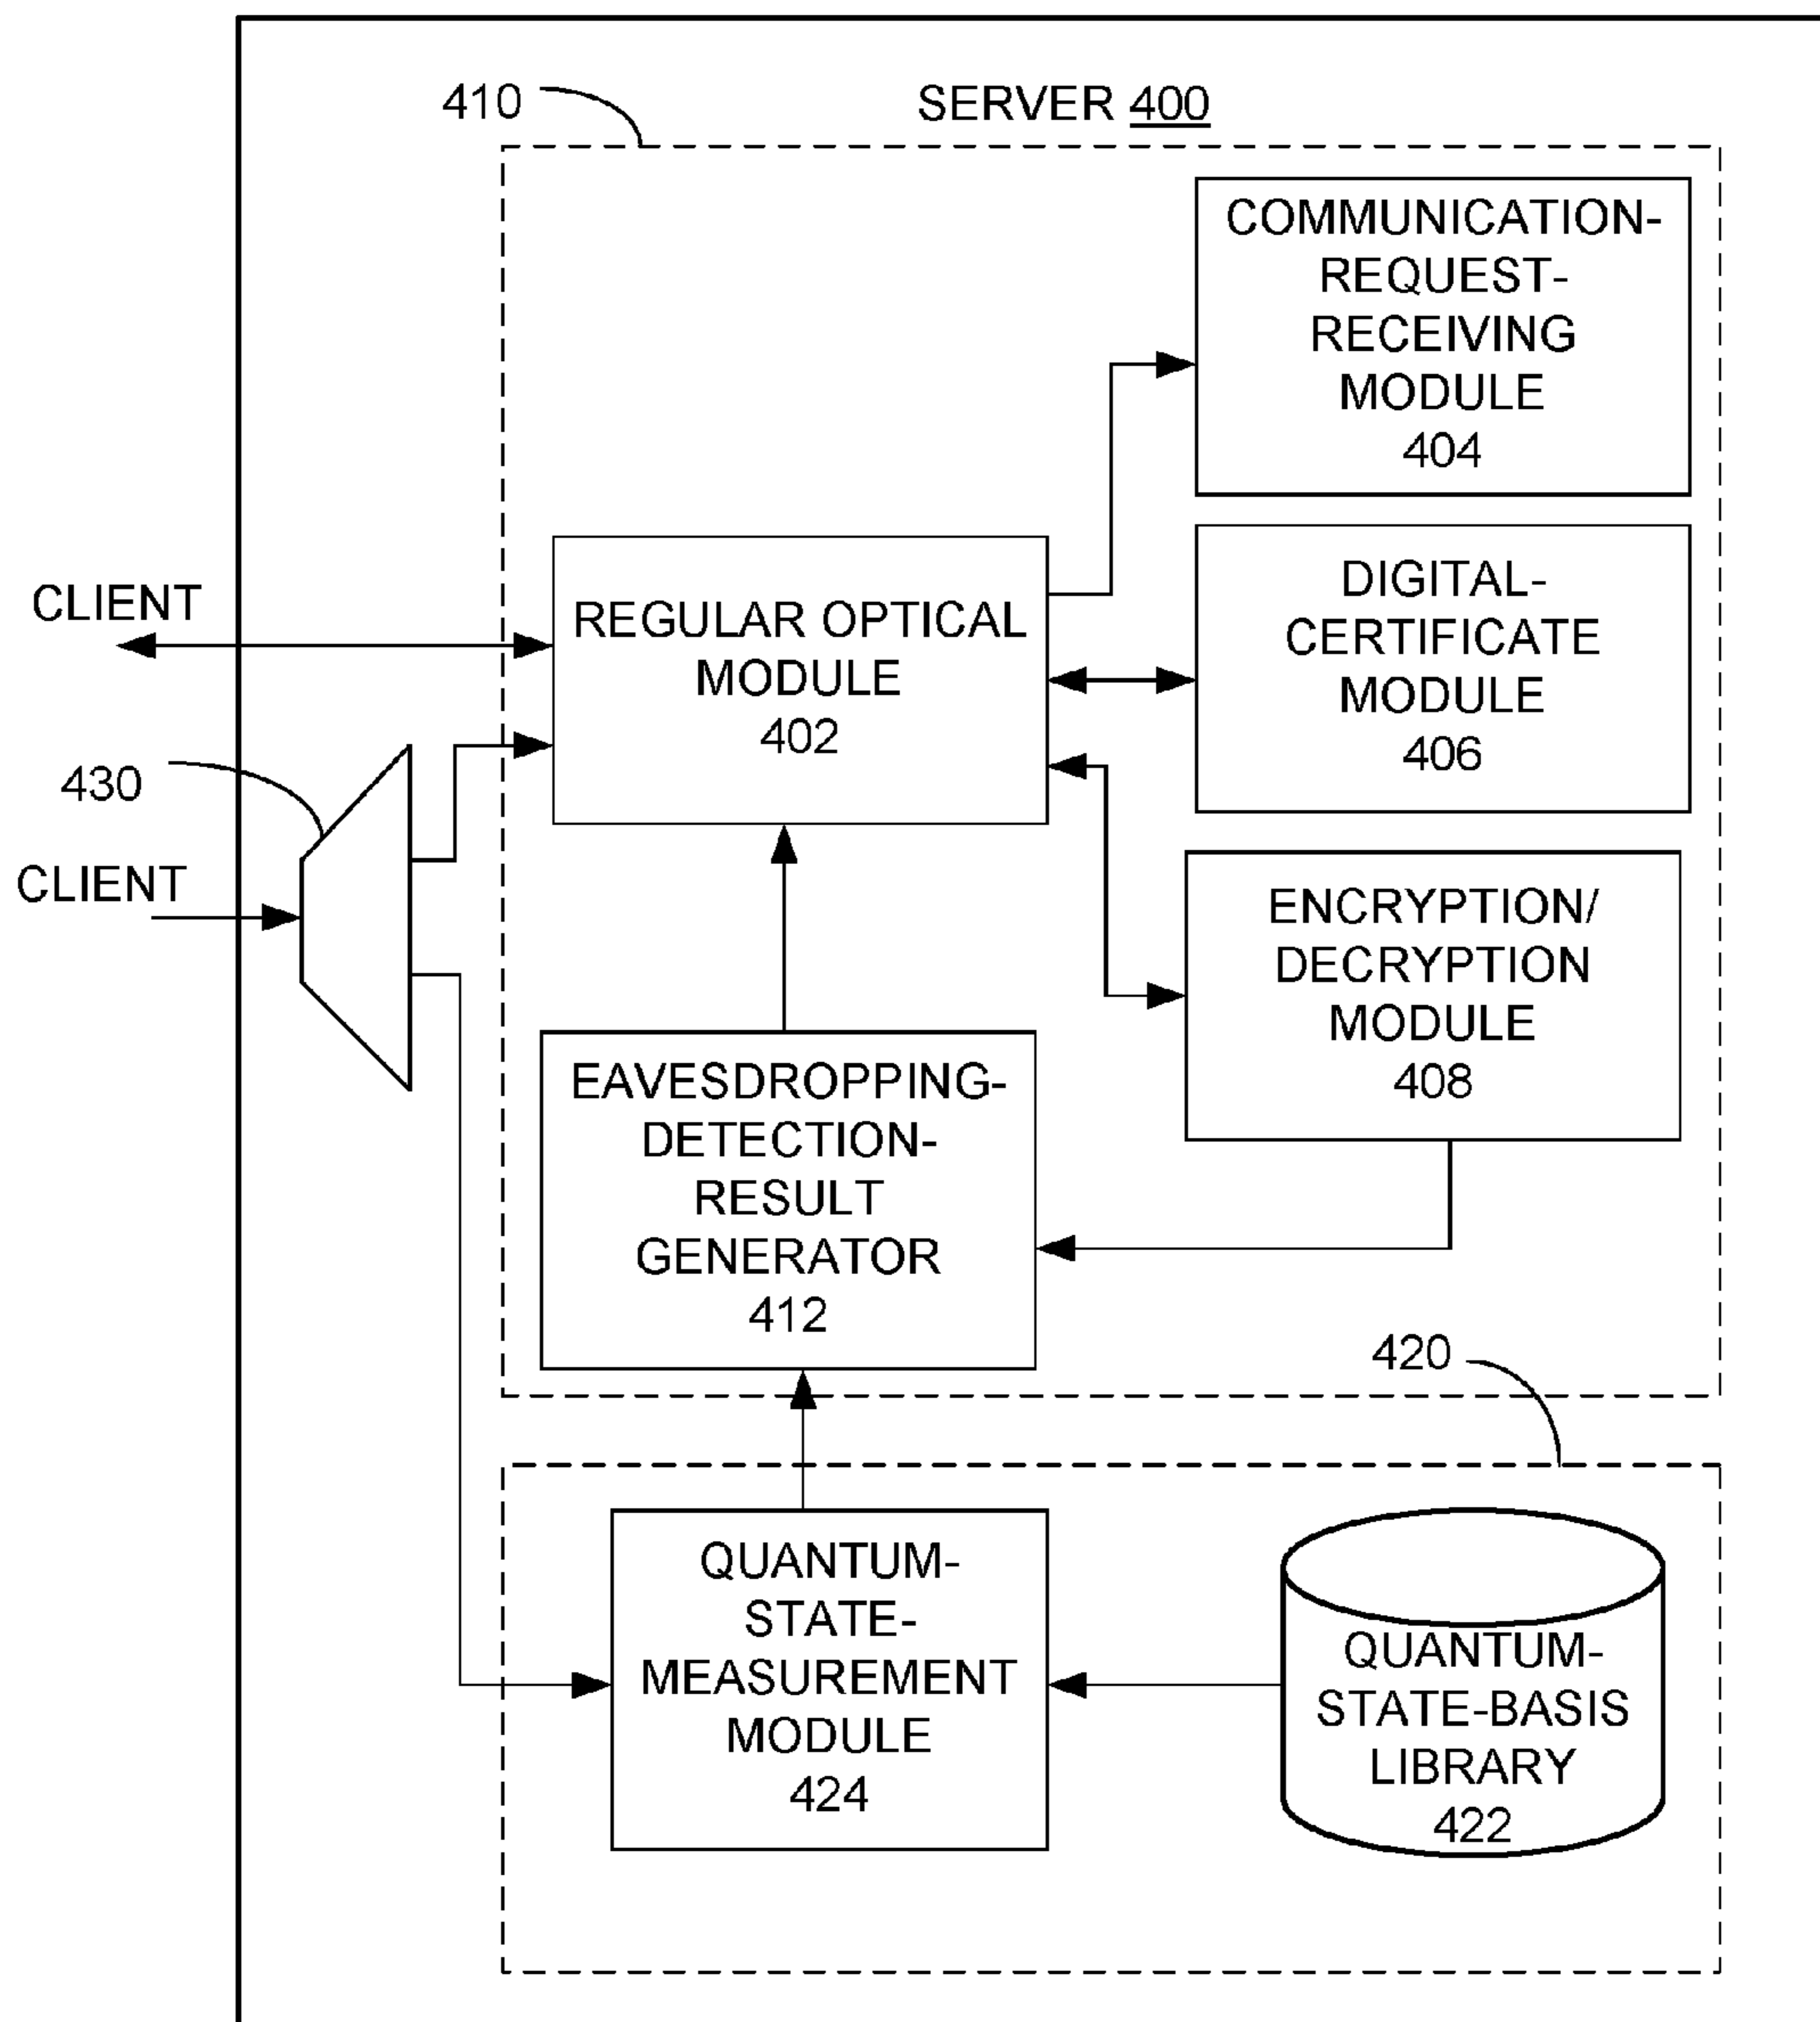 410
SERVER 400
COMMUNICATION-
REQUEST-
RECEIVING
MODULE
404
CLIENT
REGULAR OPTICAL
MODULE
402
DIGITAL-
CERTIFICATE
MODULE
406
430
CLIENT
ENCRYPTION/
DECRYPTION
MODULE
408
EAVESDROPPING-
DETECTION-
RESULT
GENERATOR
412
420
QUANTUM-
STATE-
MEASUREMENT
MODULE
424
QUANTUM-
STATE-BASIS
LIBRARY
422